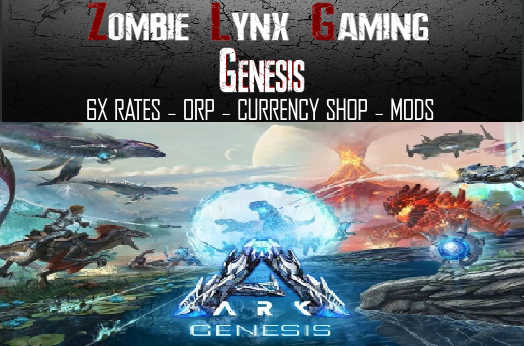 Zombie Lynx Gaming
Genesis
6X RATES - ORP - CURRENCY SHOP - MODS
ARK
GENESIS